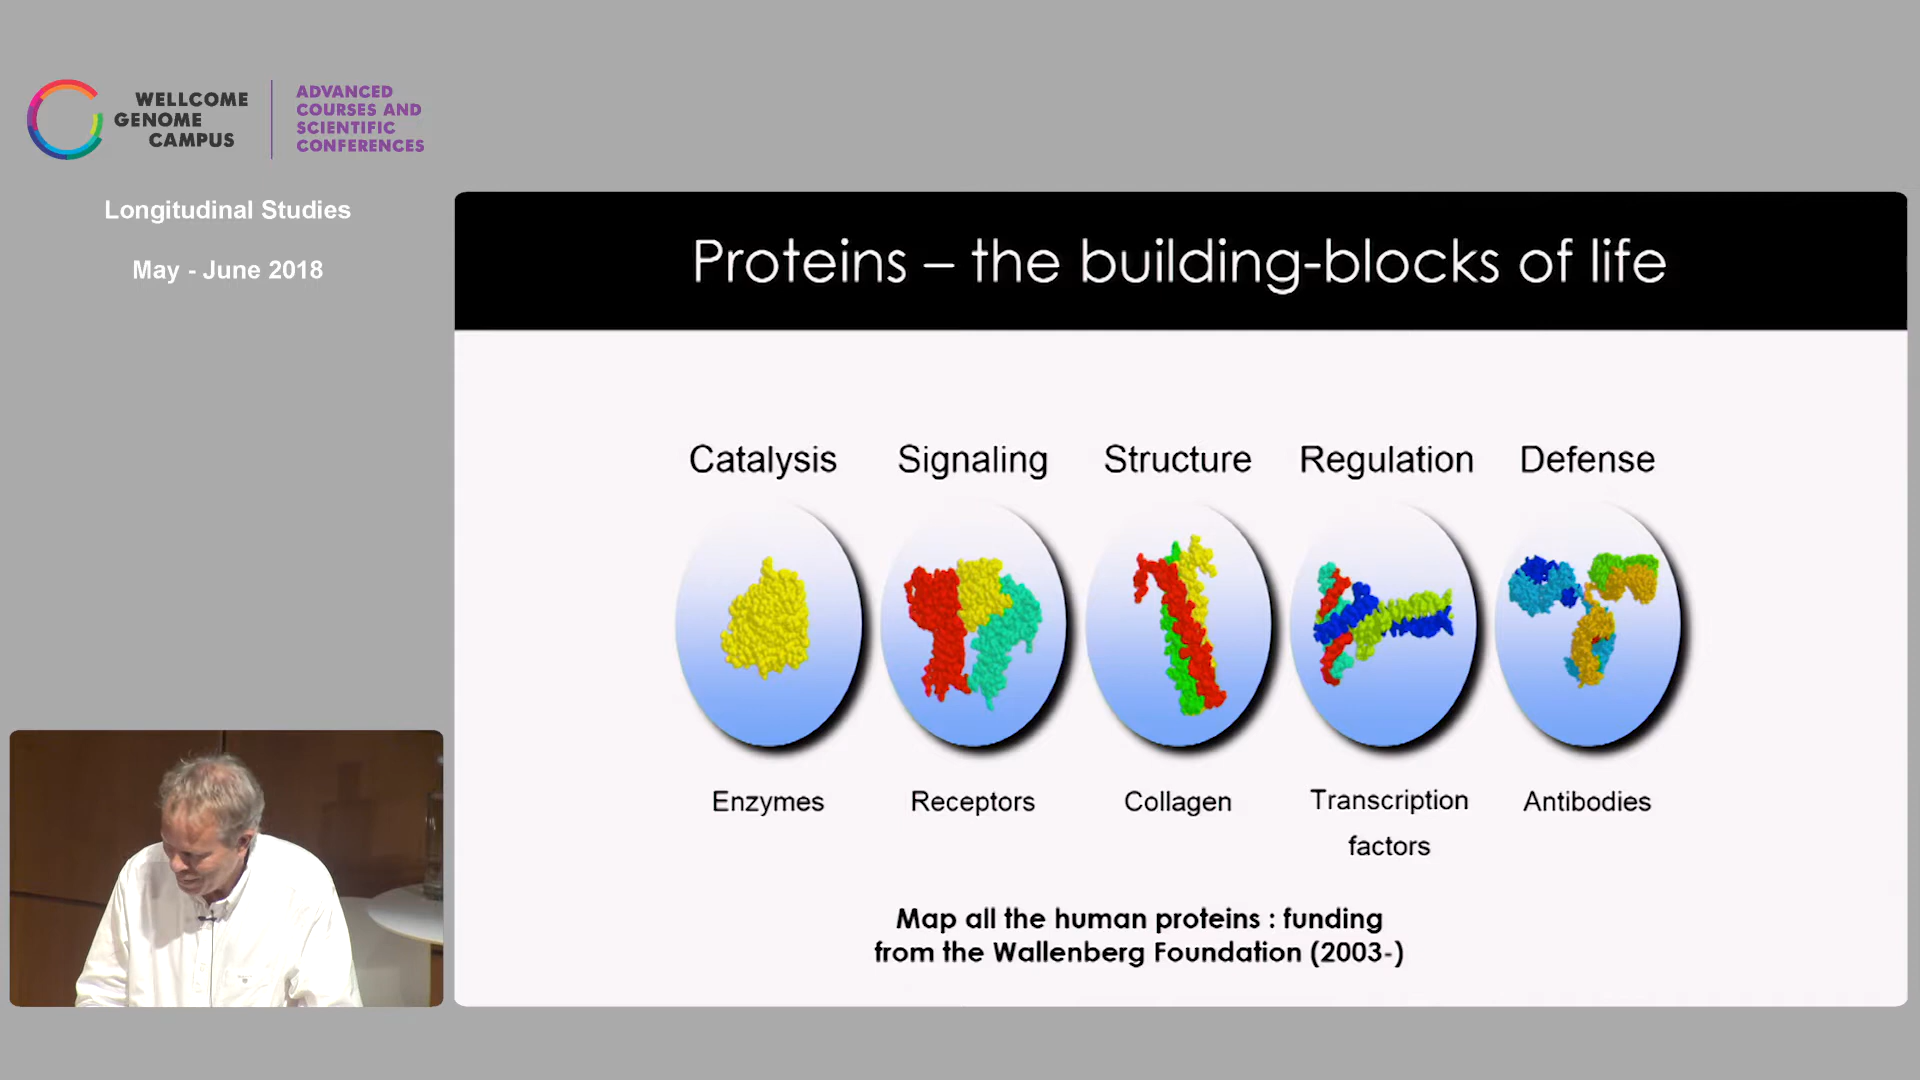 WELLCOME
GENOME
CAMPUS
ADVANCED
COURSES AND
SCIENTIFIC
CONFERENCES
Longitudinal Studies
May - June 2018
Proteins – the building-blocks of life
Catalysis Signaling Structure Regulation Defense
Enzymes Receptors Collagen Transcription factors Antibodies
Map all the human proteins : funding
from the Wallenberg Foundation (2003-)